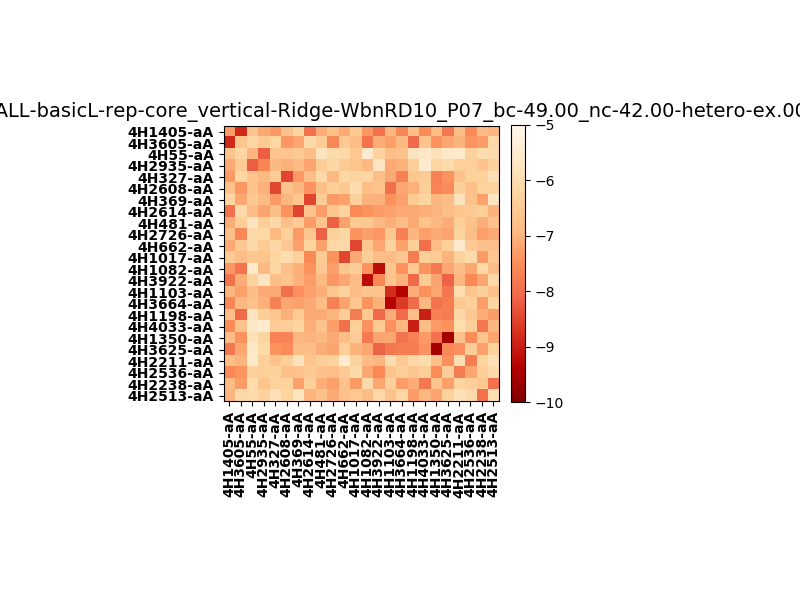 ALL-basicL-rep-core_vertical-Ridge-WbnRD10_P07_bc-49.00_nc-42.00-hetero-ex.00
4H1405-aA
4H3605-aA
4H55-aA
4H2935-aA
4H327-aA
4H2608-aA
4H369-aA
4H2614-aA
4H481-aA
4H2726-aA
4H662-aA
4H1017-aA
4H1082-aA
4H3922-aA
4H1103-aA
4H3664-aA
4H1198-aA
4H4033-aA
4H1350-aA
4H3625-aA
4H2211-aA
4H2536-aA
4H2238-aA
4H2513-aA
−5
−6
−7
−8
−9
−10
4H1405-aA
4H3605-aA
4H55-aA
4H2935-aA
4H327-aA
4H2608-aA
4H369-aA
4H2614-aA
4H481-aA
4H2726-aA
4H662-aA
4H1017-aA
4H1082-aA
4H3922-aA
4H1103-aA
4H3664-aA
4H1198-aA
4H4033-aA
4H1350-aA
4H3625-aA
4H2211-aA
4H2536-aA
4H2238-aA
4H2513-aA